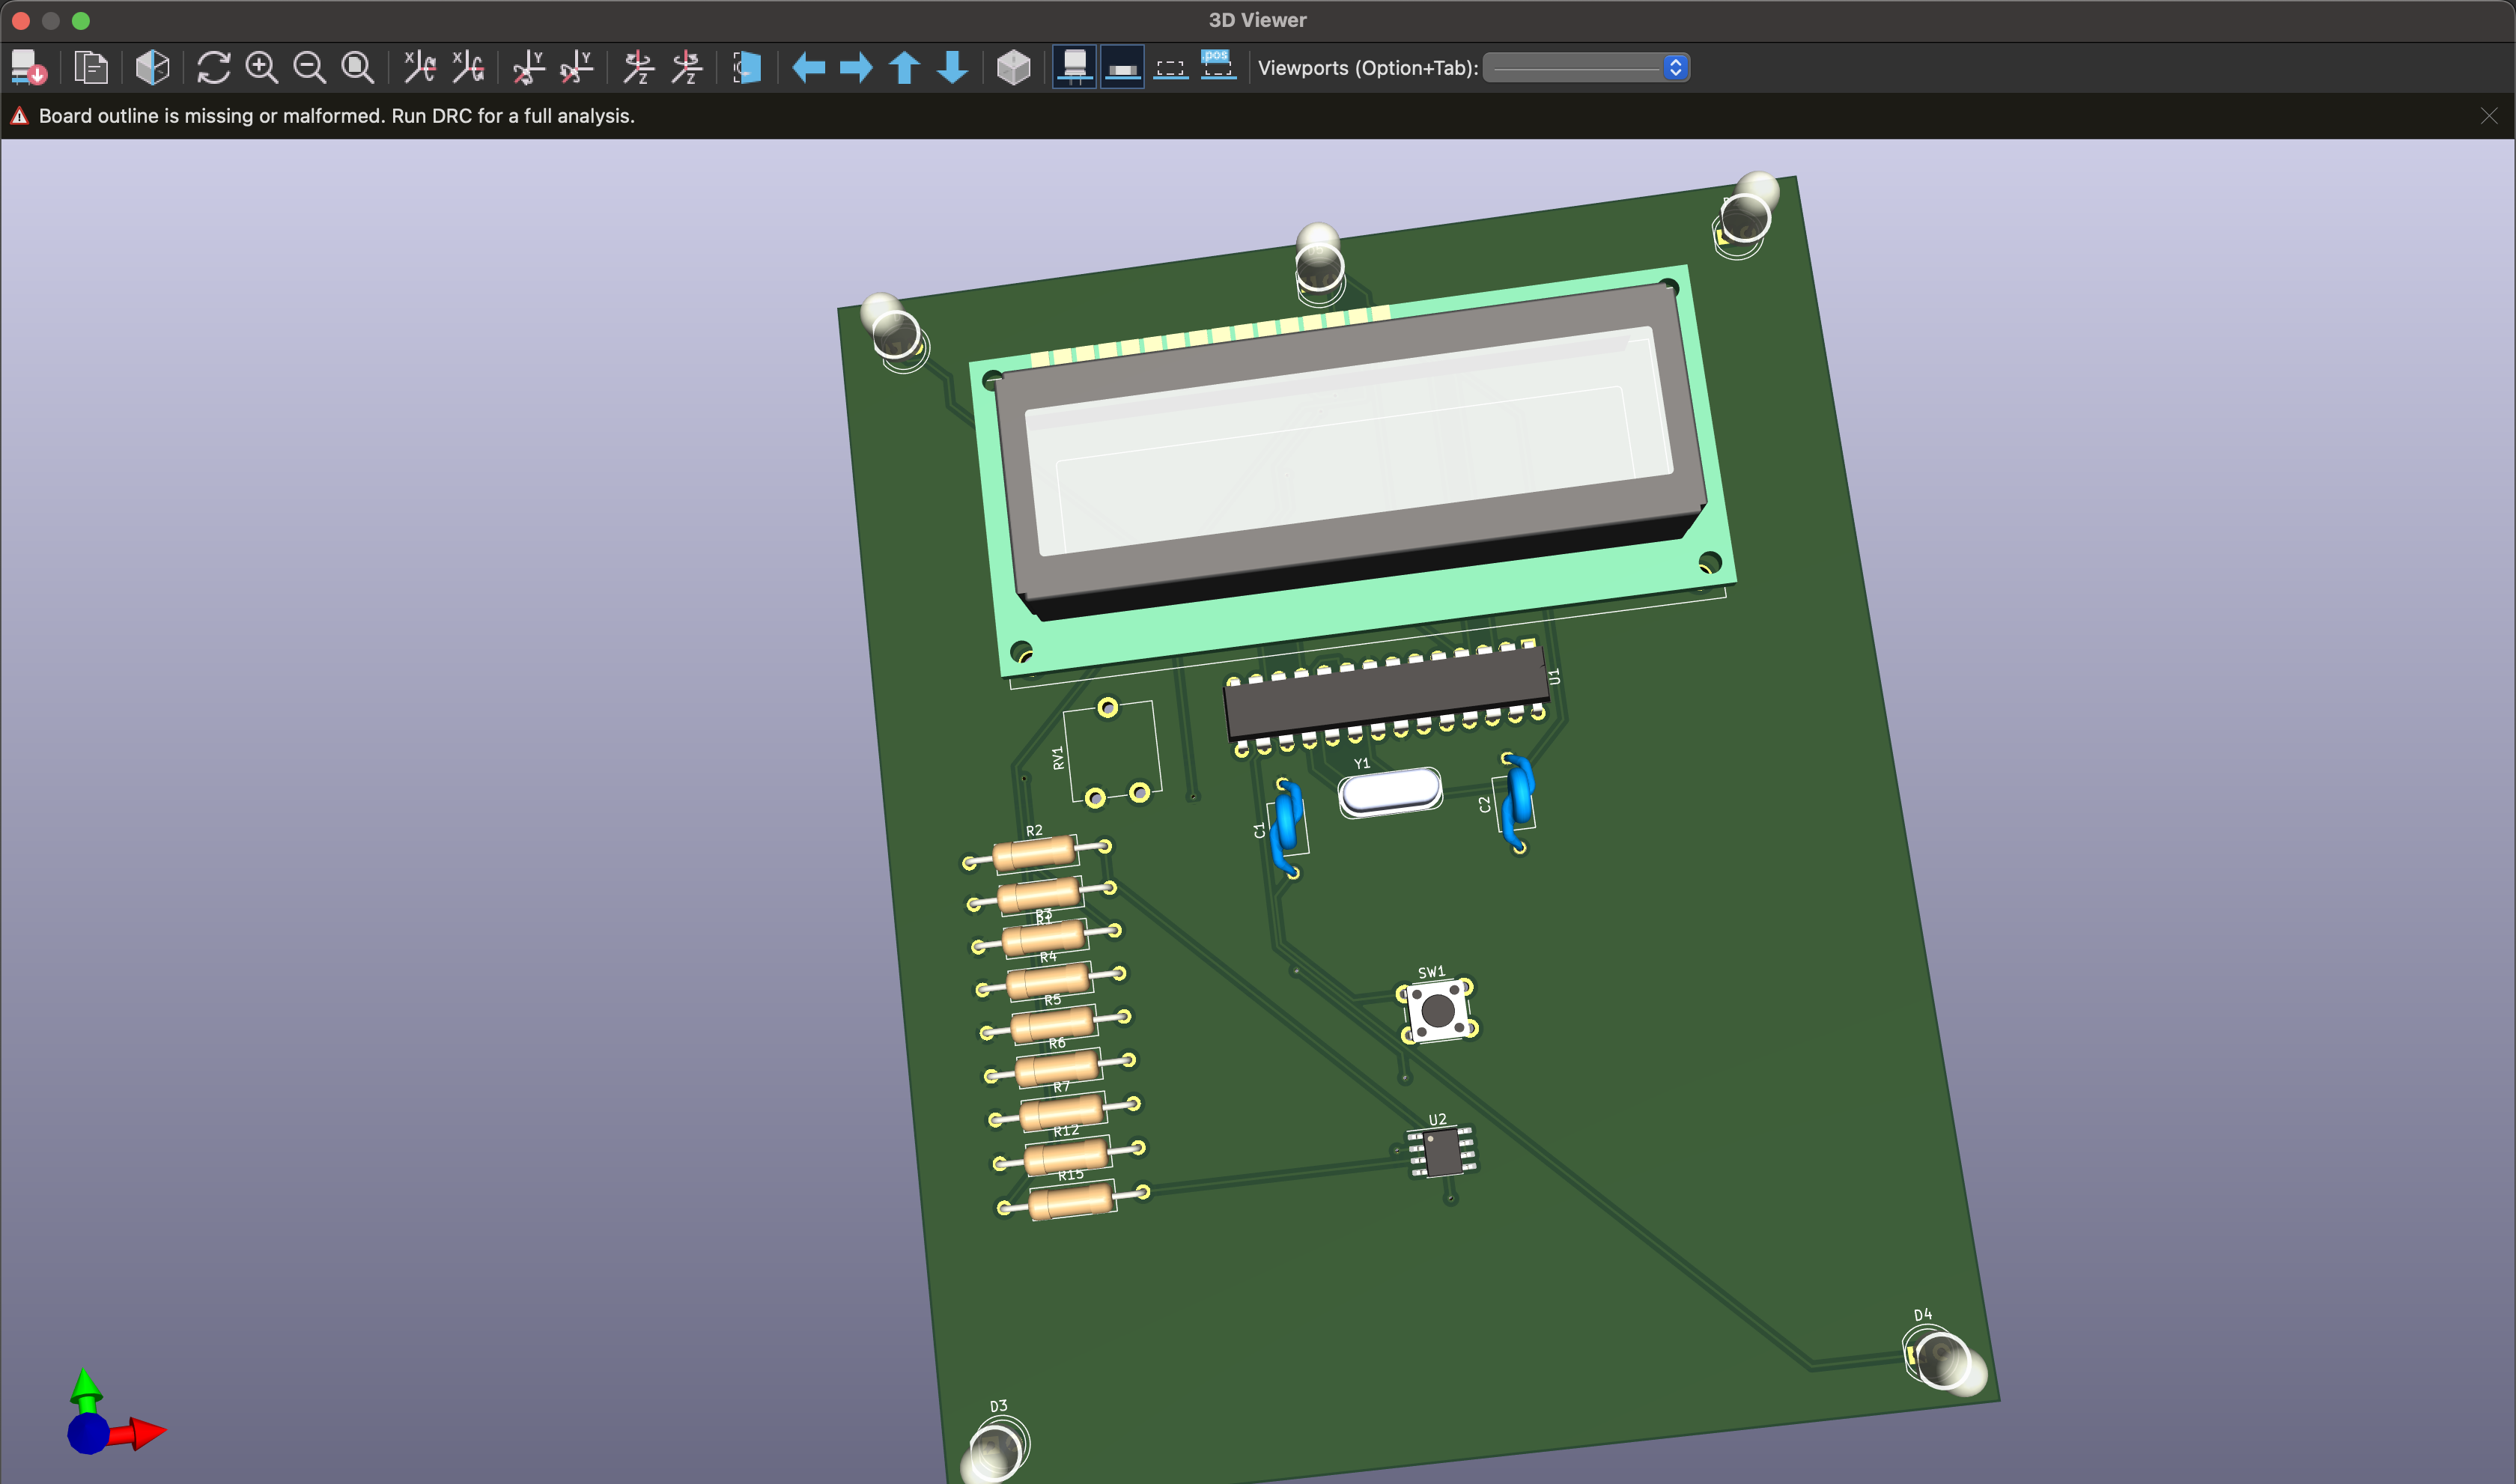 3D Viewer
X X Y Y Z Z pos Viewports (Option+Tab):
Board outline is missing or malformed. Run DRC for a full analysis.
U1
RV1
Y1
C2
C1
R2
R3
R1
R4
SW1
R5
R6
R7
U2
R12
R15
D4
D3